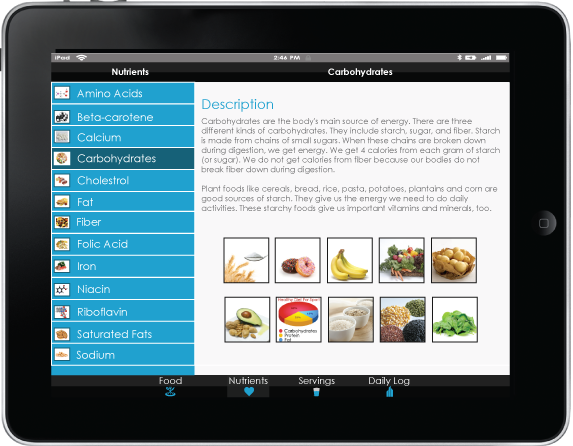 iPad
2:46 PM
Nutrients
Carbohydrates
Amino Acids
Beta-carotene
Calcium
Carbohydrates
Cholestrol
Fat
Fiber
Folic Acid
Iron
Niacin
Riboflavin
Saturated Fats
Sodium
Description
Carbohydrates are the body's main source of energy. There are three
different kinds of carbohydrates. They include starch, sugar, and fiber. Starch
is made from chains of small sugars. When these chains are broken down
during digestion, we get energy. We get 4 calories from each gram of starch
(or sugar). We do not get calories from fiber because our bodies do not
break fiber down during digestion.
Plant foods like cereals, bread, rice, pasta, potatoes, plantains and corn are
good sources of starch. They give us the energy we need to do daily
activities. These starchy foods give us important vitamins and minerals, too.
Healthy Diet For Sport
Carbohydrates
Protein
Fat
Food
Nutrients
Servings
Daily Log